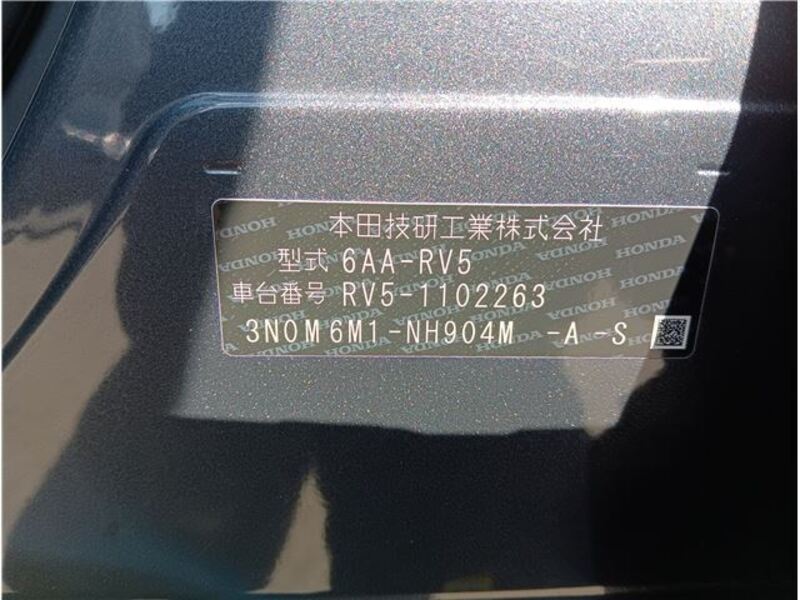 本田技研工業株式会社
型式 6AA-RV5
車台番号 RV5-1102263
3N0M6M1-NH904M -A-S